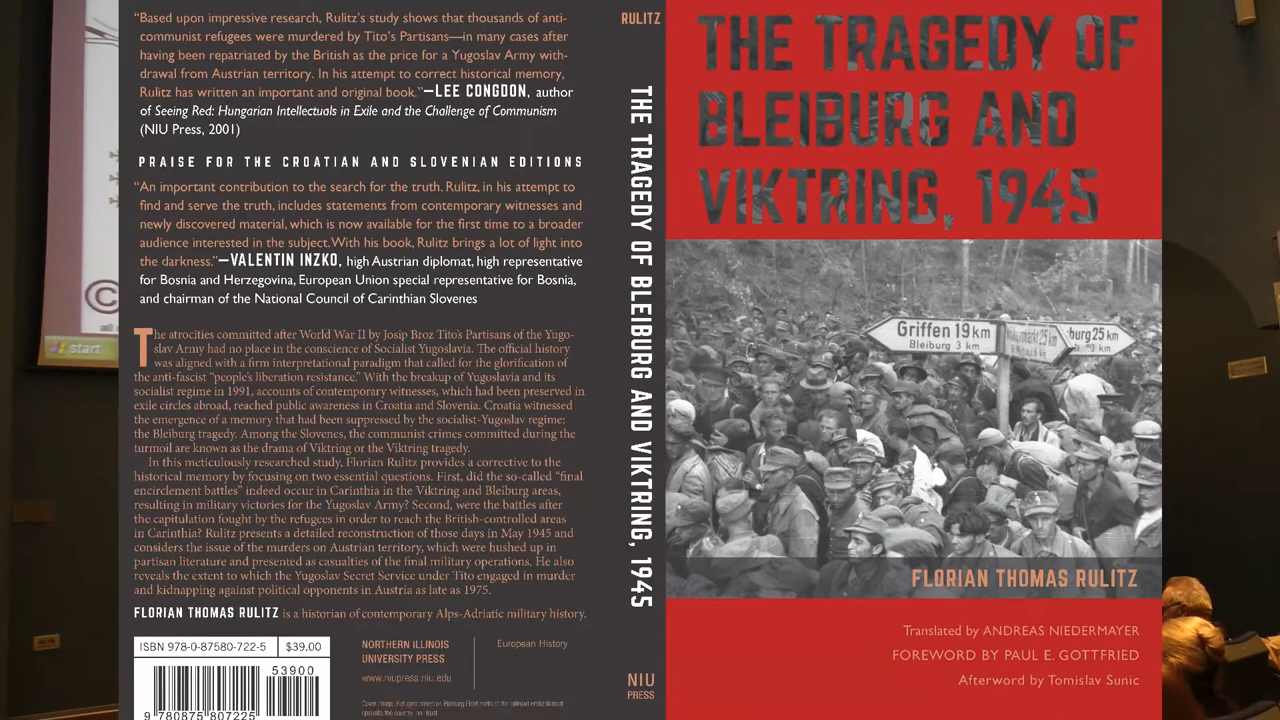 “Based upon impressive research, Rulitz’s study shows that thousands of anti-
communist refugees were murdered by Tito’s Partisans—in many cases after
having been repatriated by the British as the price for a Yugoslav Army with-
drawal from Austrian territory. In his attempt to correct historical memory,
Rulitz has written an important and original book.”—LEE CONGDON, author
of Seeing Red: Hungarian Intellectuals in Exile and the Challenge of Communism
(NIU Press, 2001)
PRAISE FOR THE CROATIAN AND SLOVENIAN EDITIONS
“An important contribution to the search for the truth. Rulitz, in his attempt to
find and serve the truth, includes statements from contemporary witnesses and
newly discovered material, which is now available for the first time to a broader
audience interested in the subject. With his book, Rulitz brings a lot of light into
the darkness.”—VALENTIN INZKO, high Austrian diplomat, high representative
for Bosnia and Herzegovina, European Union special representative for Bosnia,
and chairman of the National Council of Carinthian Slovenes
The atrocities committed after World War II by Josip Broz Tito’s Partisans of the Yugo-
slav Army had no place in the conscience of Socialist Yugoslavia. The official history
was aligned with a firm interpretational paradigm that called for the glorification of
the anti-fascist “people’s liberation resistance.” With the breakup of Yugoslavia and its
socialist regime in 1991, accounts of contemporary witnesses, which had been preserved in
exile circles abroad, reached public awareness in Croatia and Slovenia. Croatia witnessed
the emergence of a memory that had been suppressed by the socialist-Yugoslav regime:
the Bleiburg tragedy. Among the Slovenes, the communist crimes committed during the
turmoil are known as the drama of Viktring or the Viktring tragedy.
In this meticulously researched study, Florian Rulitz provides a corrective to the
historical memory by focusing on two essential questions. First, did the so-called “final
encirclement battles” indeed occur in Carinthia in the Viktring and Bleiburg areas,
resulting in military victories for the Yugoslav Army? Second, were the battles after
the capitulation fought by the refugees in order to reach the British-controlled areas
in Carinthia? Rulitz presents a detailed reconstruction of those days in May 1945 and
considers the issue of the murders on Austrian territory, which were hushed up in
partisan literature and presented as casualties of the final military operations. He also
reveals the extent to which the Yugoslav Secret Service under Tito engaged in murder
and kidnapping against political opponents in Austria as late as 1975.
FLORIAN THOMAS RULITZ is a historian of contemporary Alps-Adriatic military history.
ISBN 978-0-87580-722-5 $39.00
53900
9 780875 807225
NORTHERN ILLINOIS
UNIVERSITY PRESS
www.niupress.niu.edu
European History
RULITZ
THE TRAGEDY OF BLEIBURG AND VIKTRING, 1945
NIU
PRESS
THE TRAGEDY OF
BLEIBURG AND
VIKTRING, 1945
Griffen 19 km
Bleiburg 3 km
burg 25 km
FLORIAN THOMAS RULITZ
Translated by ANDREAS NIEDERMAYER
FOREWORD BY PAUL E. GOTTFRIED
Afterword by Tomislav Sunic
©
start